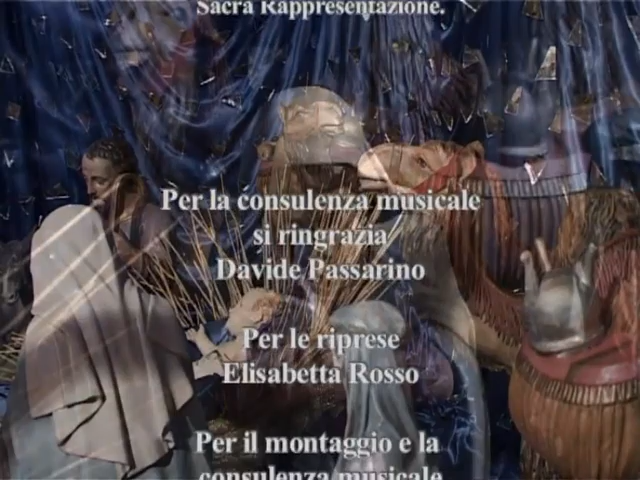 Sacra Rappresentazione.
Per la consulenza musicale
si ringrazia
Davide Passarino
Per le riprese
Elisabetta Rosso
Per il montaggio e la
consulenza musicale